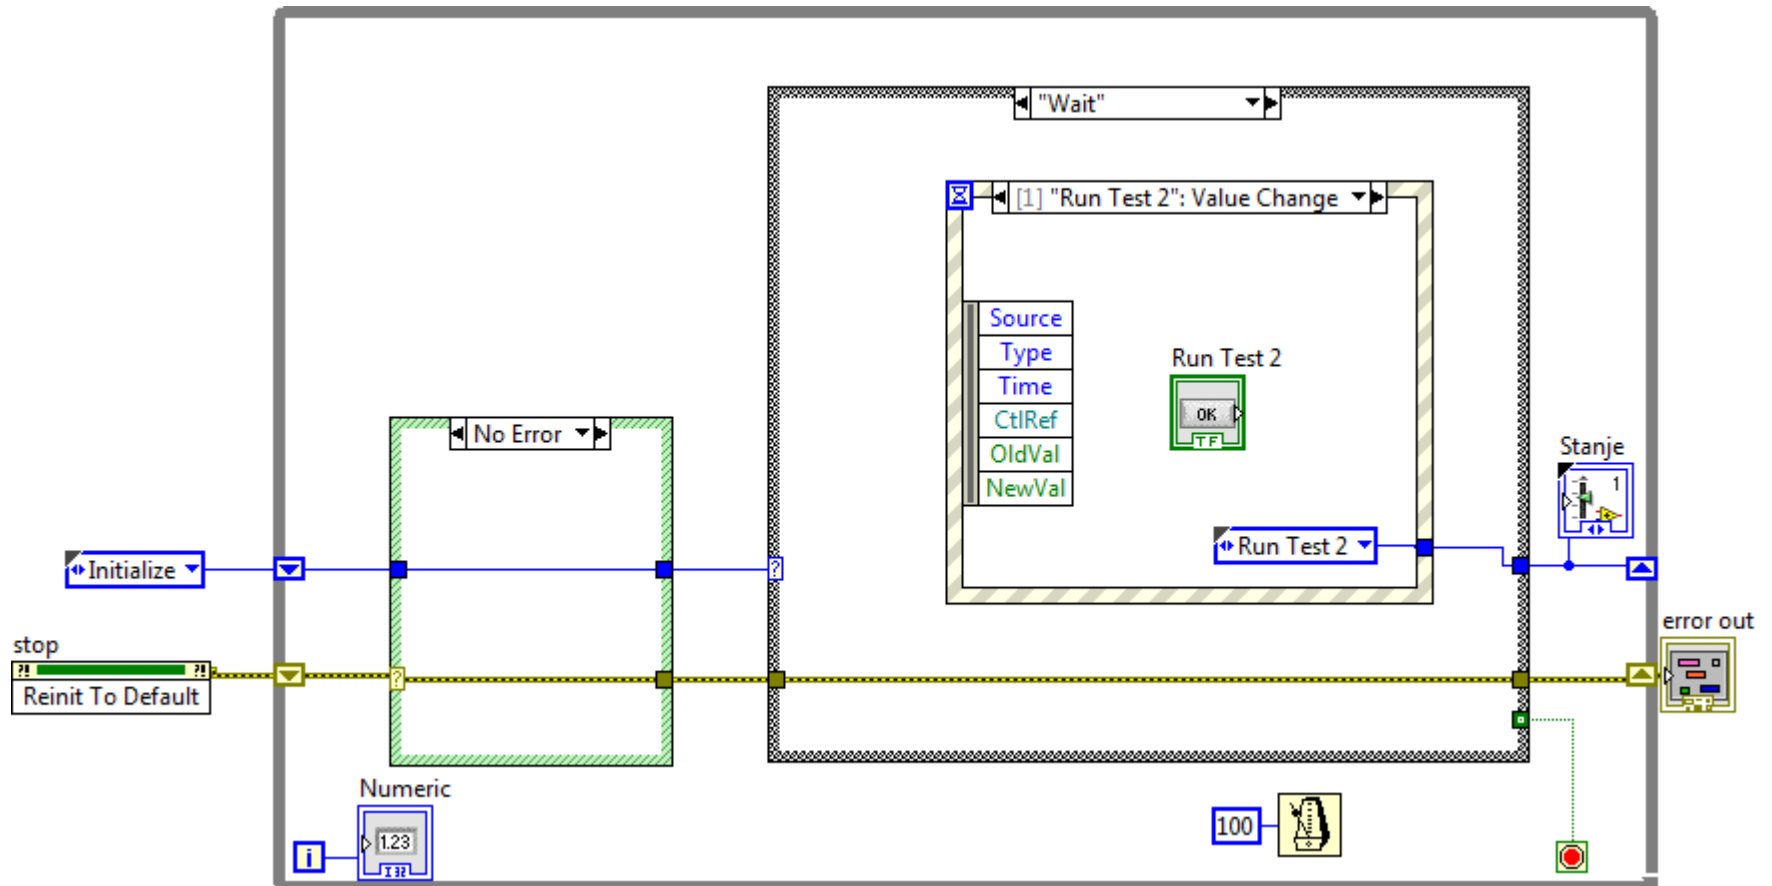 "Wait"
[1] "Run Test 2": Value Change
Source
Type
Time
CtlRef
OldVal
NewVal
Run Test 2
OK
TF
No Error
Stanje
1
Run Test 2
Initialize
?
?
stop
?!
?!
Reinit To Default
error out
Numeric
1.23
I32
i
100